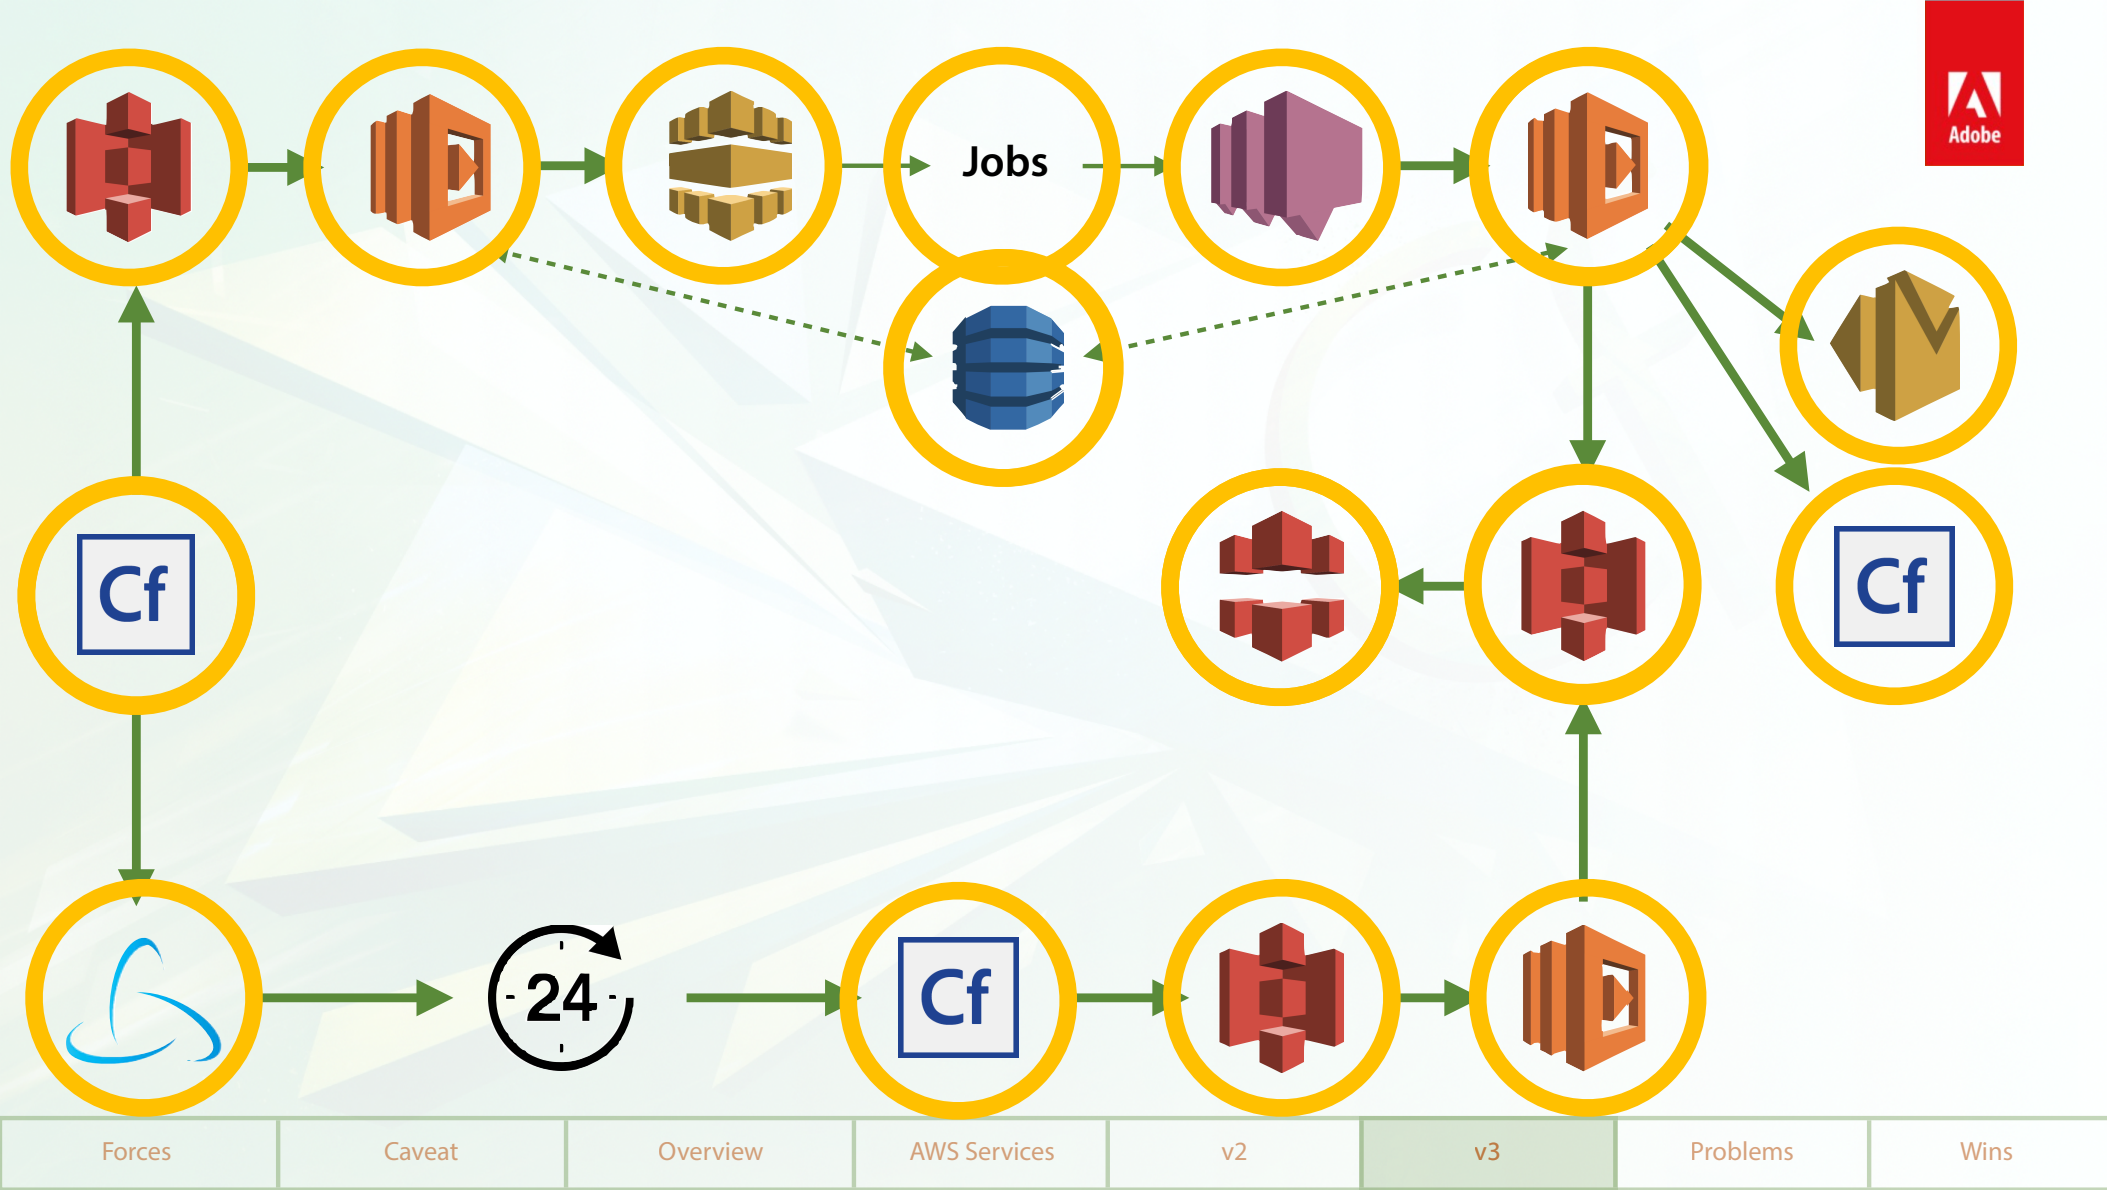 Jobs
Adobe
Cf
Cf
24
Cf
Forces
Caveat
Overview
AWS Services
v2
v3
Problems
Wins